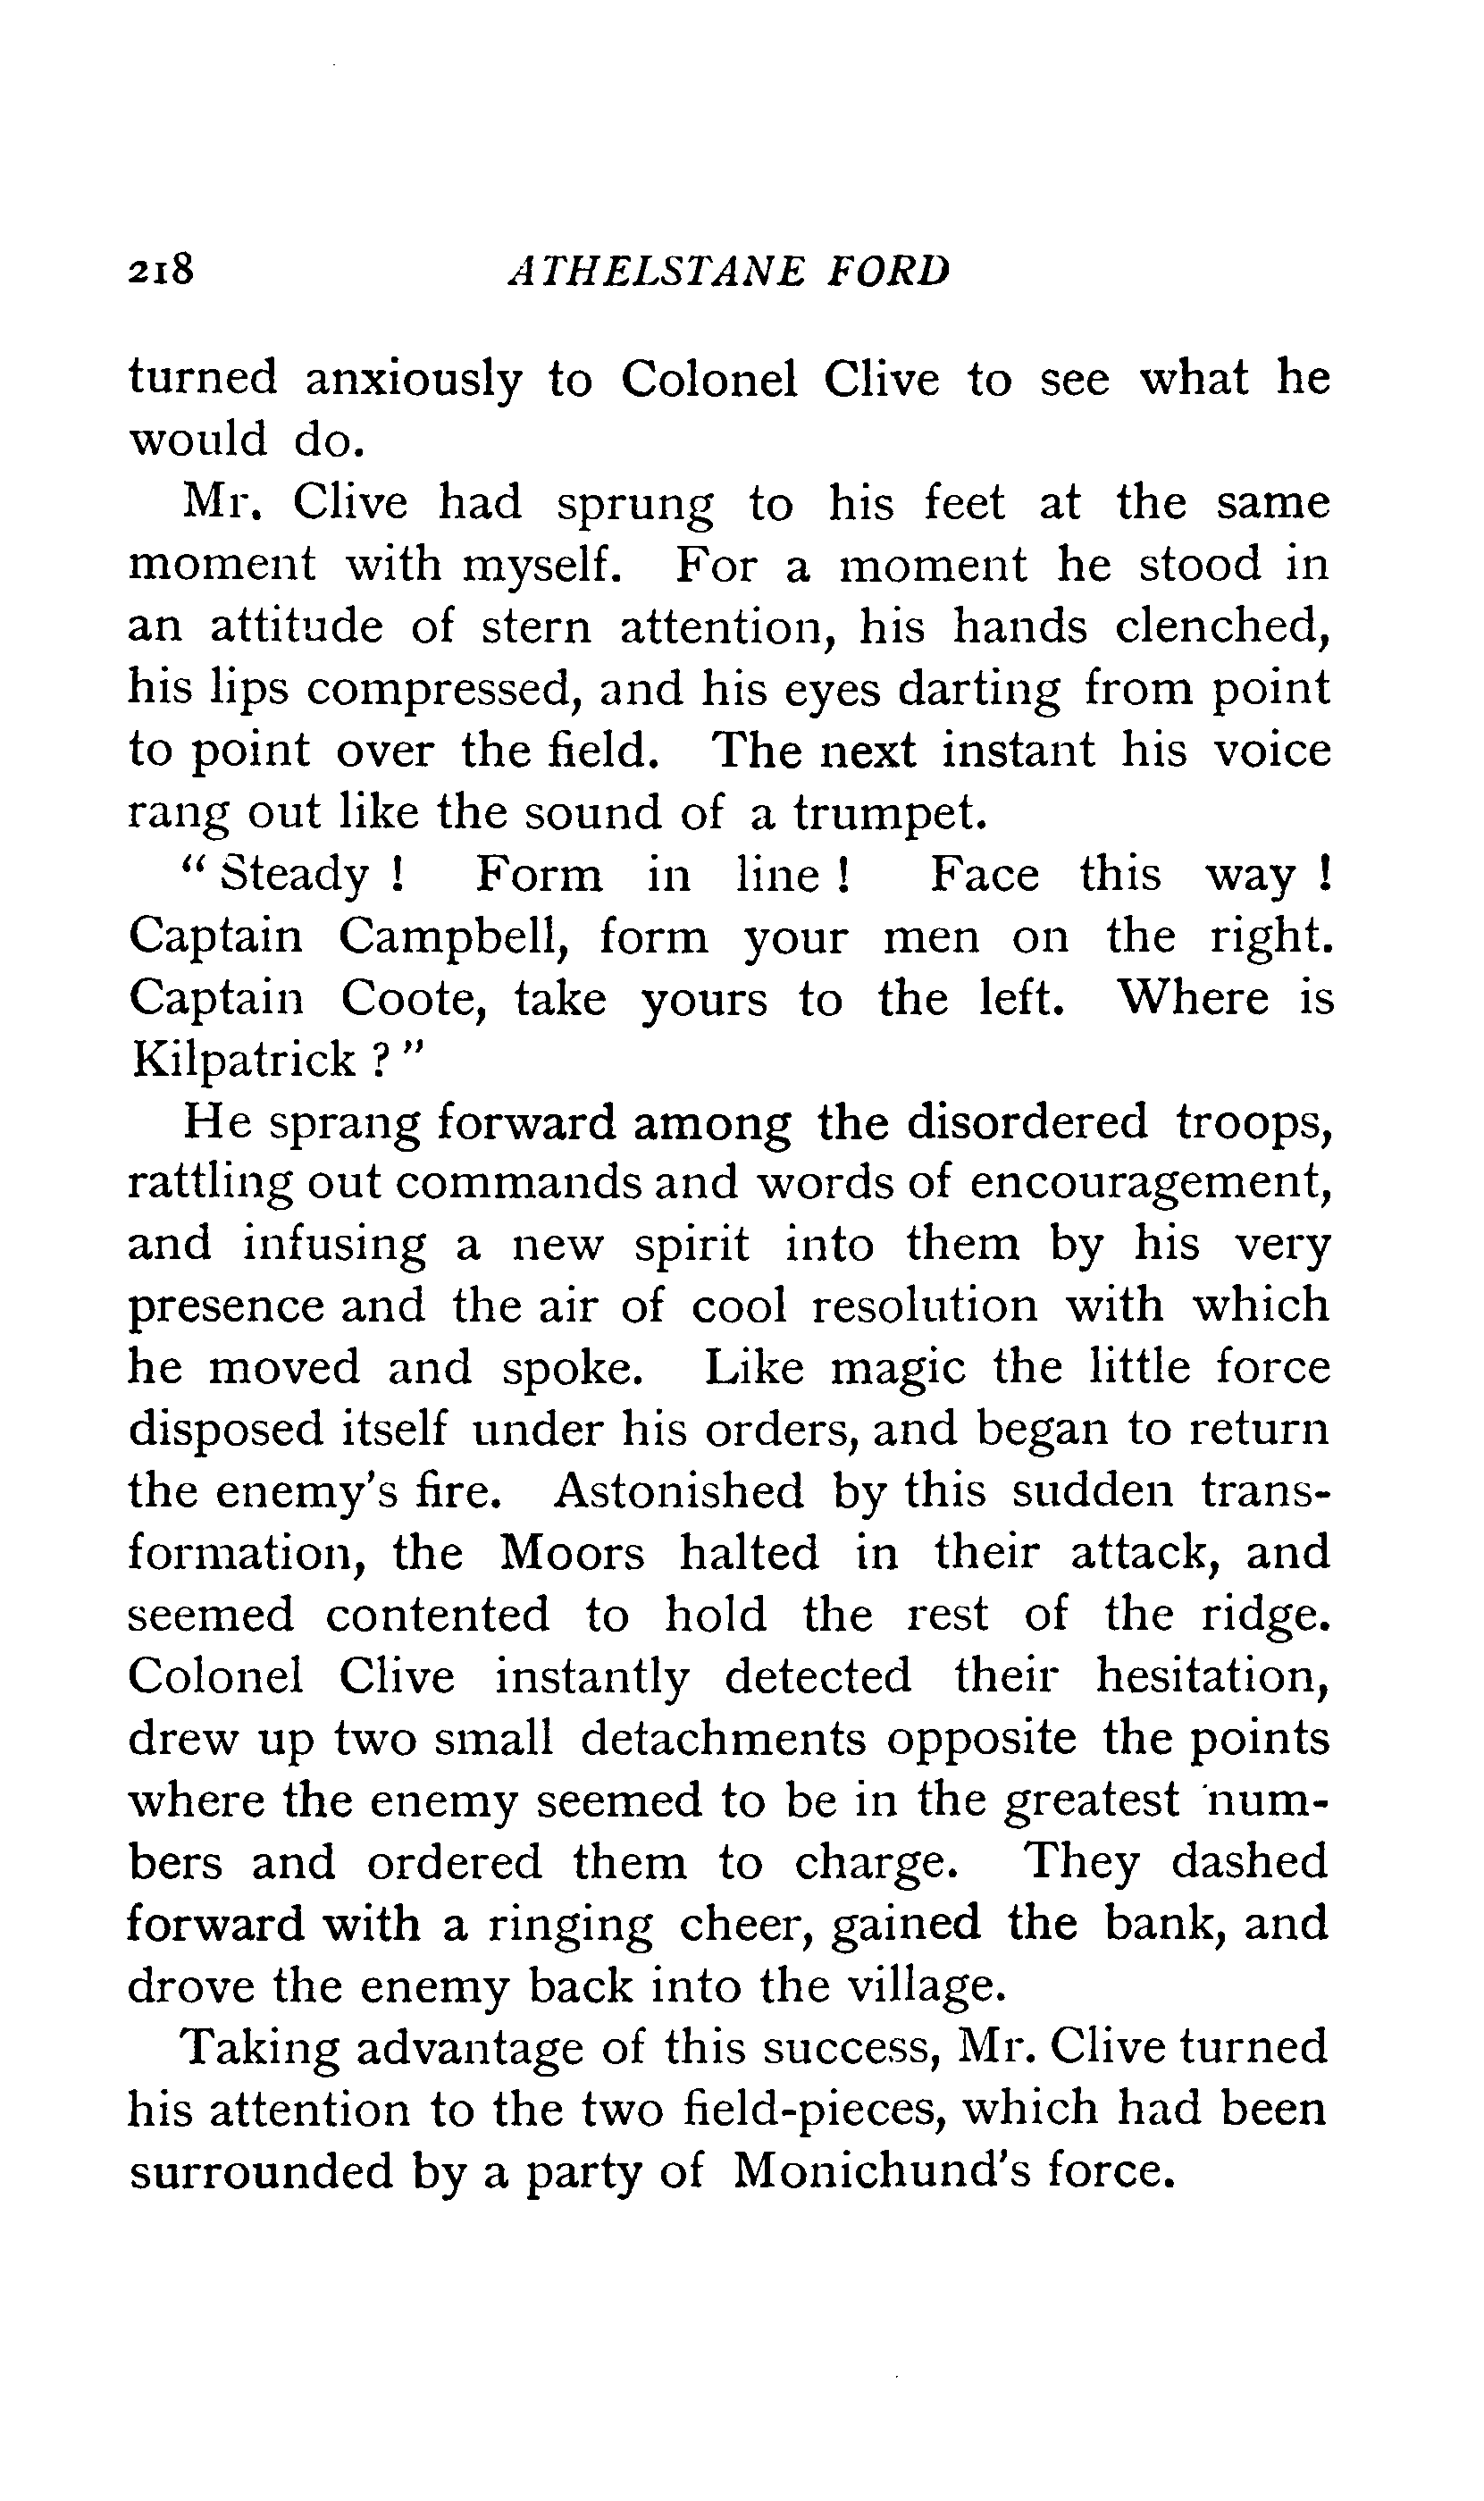 218 ATHELSTANE FORD
turned anxiously to Colonel Clive to see what he
would do.
Mr. Clive had sprung to his feet at the same
moment with myself. For a moment he stood in
an attitude of stern attention, his hands clenched,
his lips compressed, and his eyes darting from point
to point over the field. The next instant his voice
rang out like the sound of a trumpet.
" Steady ! Form in line ! Face this way !
Captain Campbell, form your men on the right.
Captain Coote, take yours to the left. Where is
Kilpatrick ? "
He sprang forward among the disordered troops,
rattling out commands and words of encouragement,
and infusing a new spirit into them by his very
presence and the air of cool resolution with which
he moved and spoke. Like magic the little force
disposed itself under his orders, and began to return
the enemy's fire. Astonished by this sudden trans-
formation, the Moors halted in their attack, and
seemed contented to hold the rest of the ridge.
Colonel Clive instantly detected their hesitation,
drew up two small detachments opposite the points
where the enemy seemed to be in the greatest num-
bers and ordered them to charge. They dashed
forward with a ringing cheer, gained the bank, and
drove the enemy back into the village.
Taking advantage of this success, Mr. Clive turned
his attention to the two field-pieces, which had been
surrounded by a party of Monichund's force.